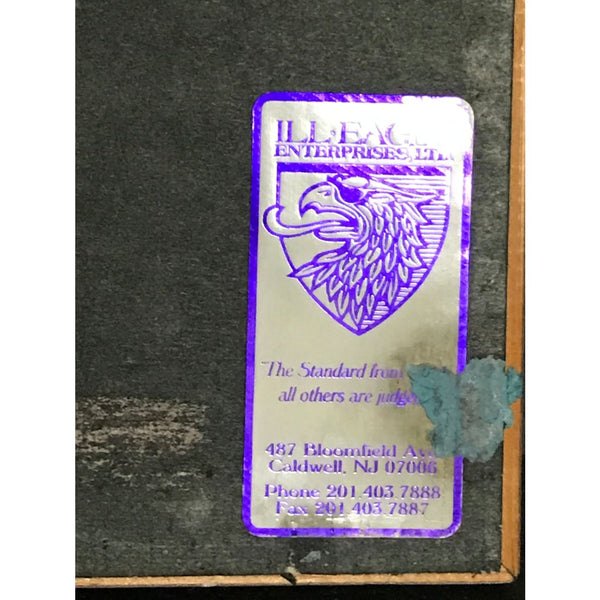 ILL-EAGLE
ENTERPRISES, LTD.
"The Standard from
all others are judged
487 Bloomfield Ave
Caldwell, NJ 07006
Phone 201.403.7888
Fax 201.403.7887